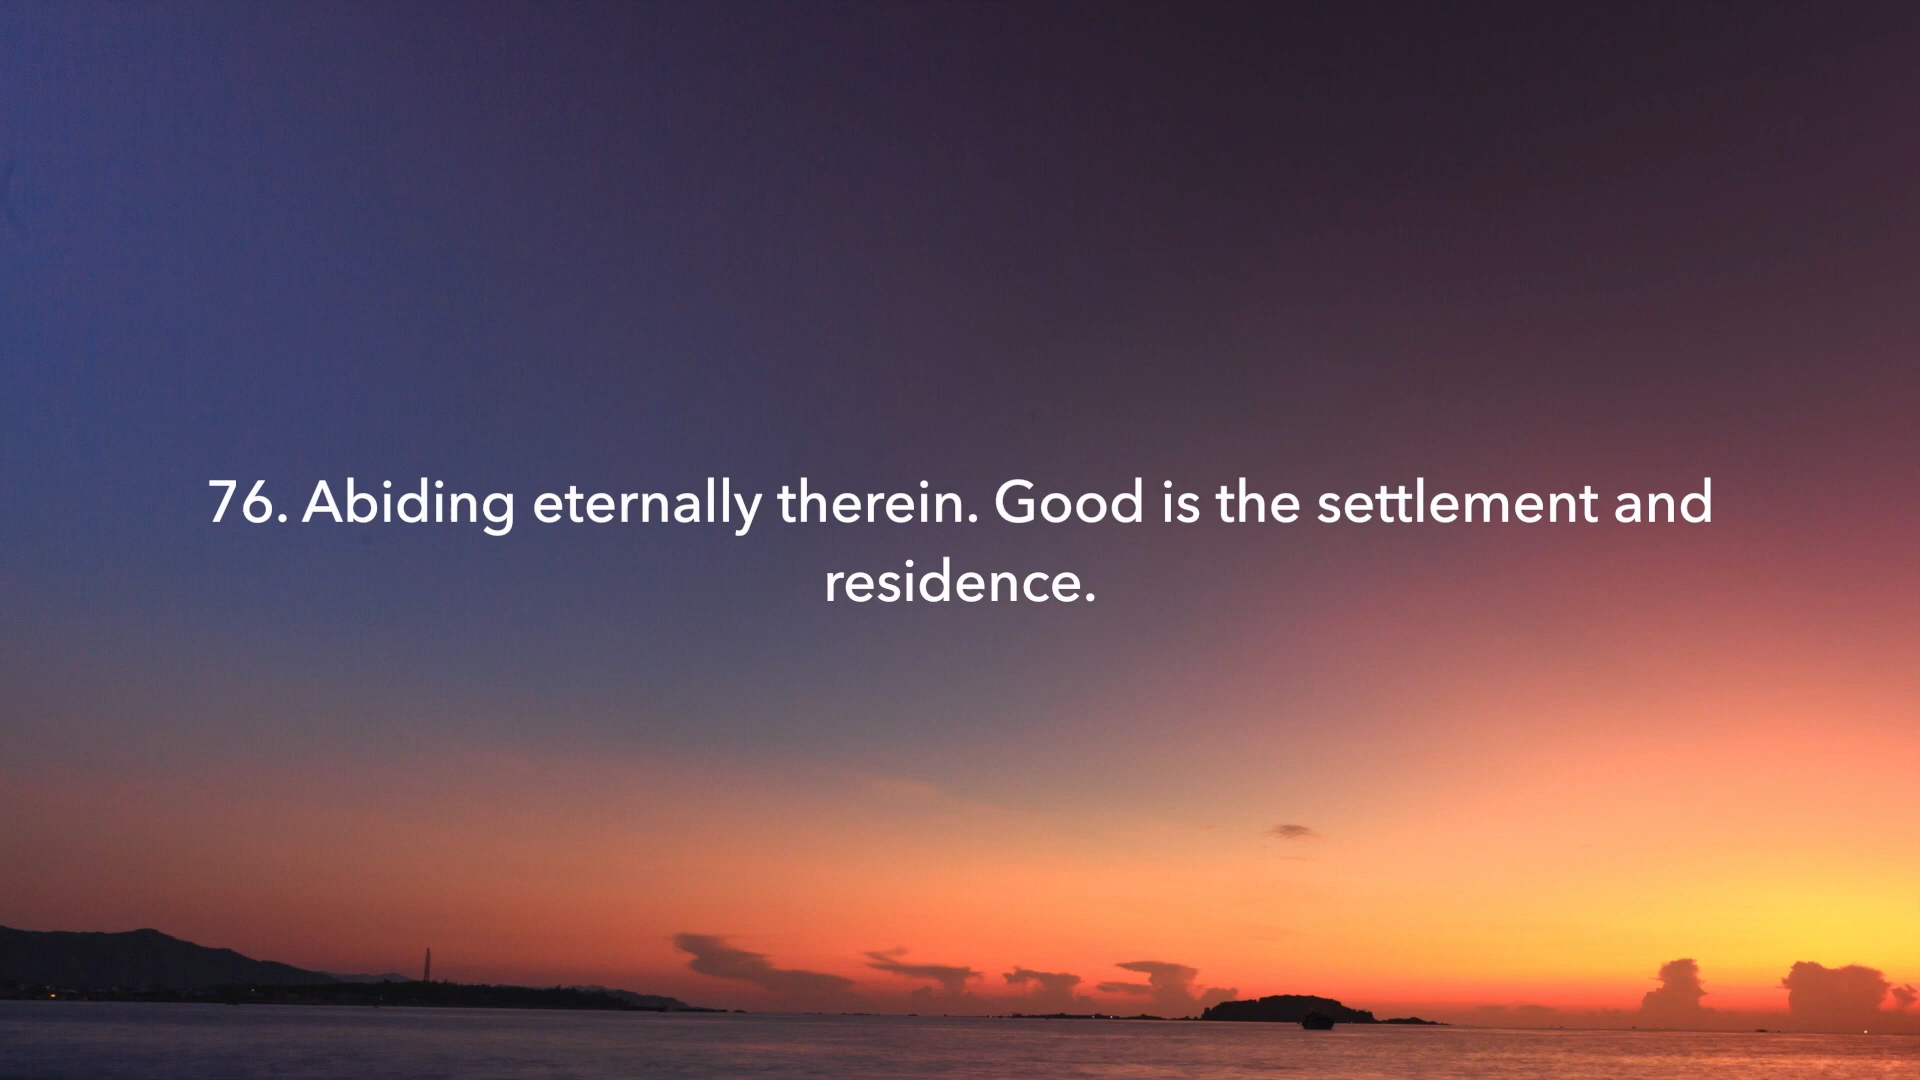 76. Abiding eternally therein. Good is the settlement and
residence.